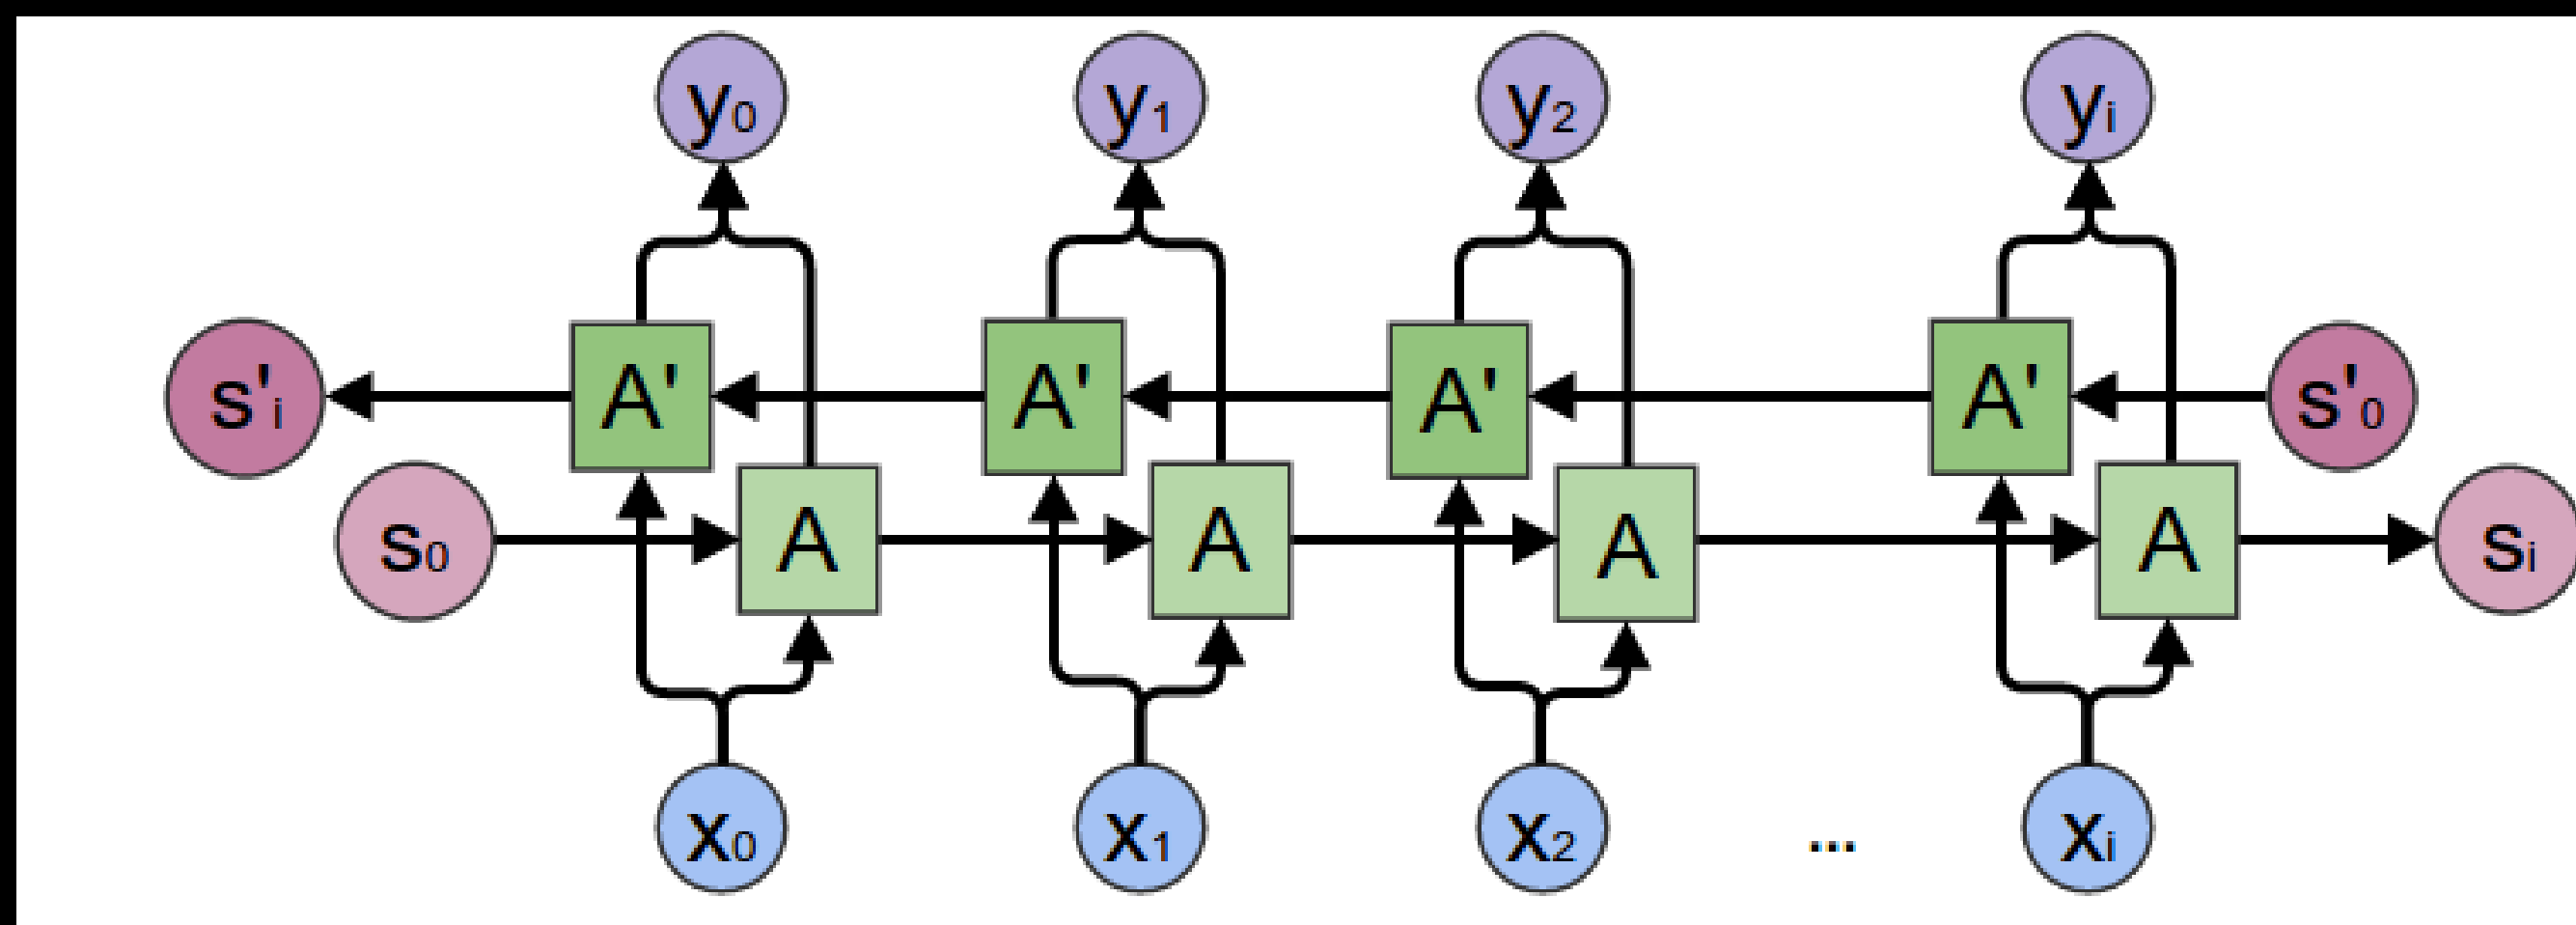 y₀ y₁ y₂ yᵢ
s'ᵢ A' A' A' A' s'₀
s₀ A A A A sᵢ
x₀ x₁ x₂ ... xᵢ